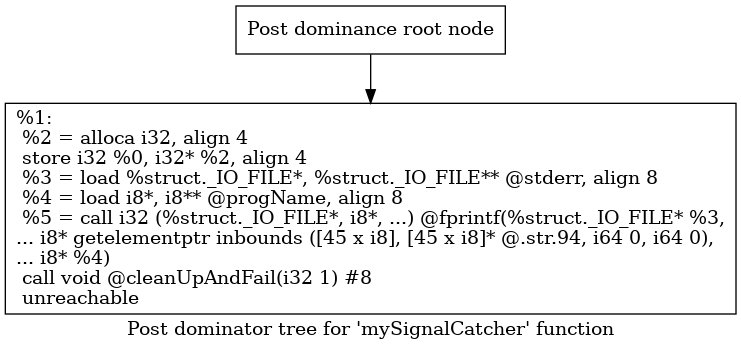 Post dominance root node
%1:
%2 = alloca i32, align 4
store i32 %0, i32* %2, align 4
%3 = load %struct._IO_FILE*, %struct._IO_FILE** @stderr, align 8
%4 = load i8*, i8** @progName, align 8
%5 = call i32 (%struct._IO_FILE*, i8*, ...) @fprintf(%struct._IO_FILE* %3,
... i8* getelementptr inbounds ([45 x i8], [45 x i8]* @.str.94, i64 0, i64 0),
... i8* %4)
call void @cleanUpAndFail(i32 1) #8
unreachable
Post dominator tree for 'mySignalCatcher' function